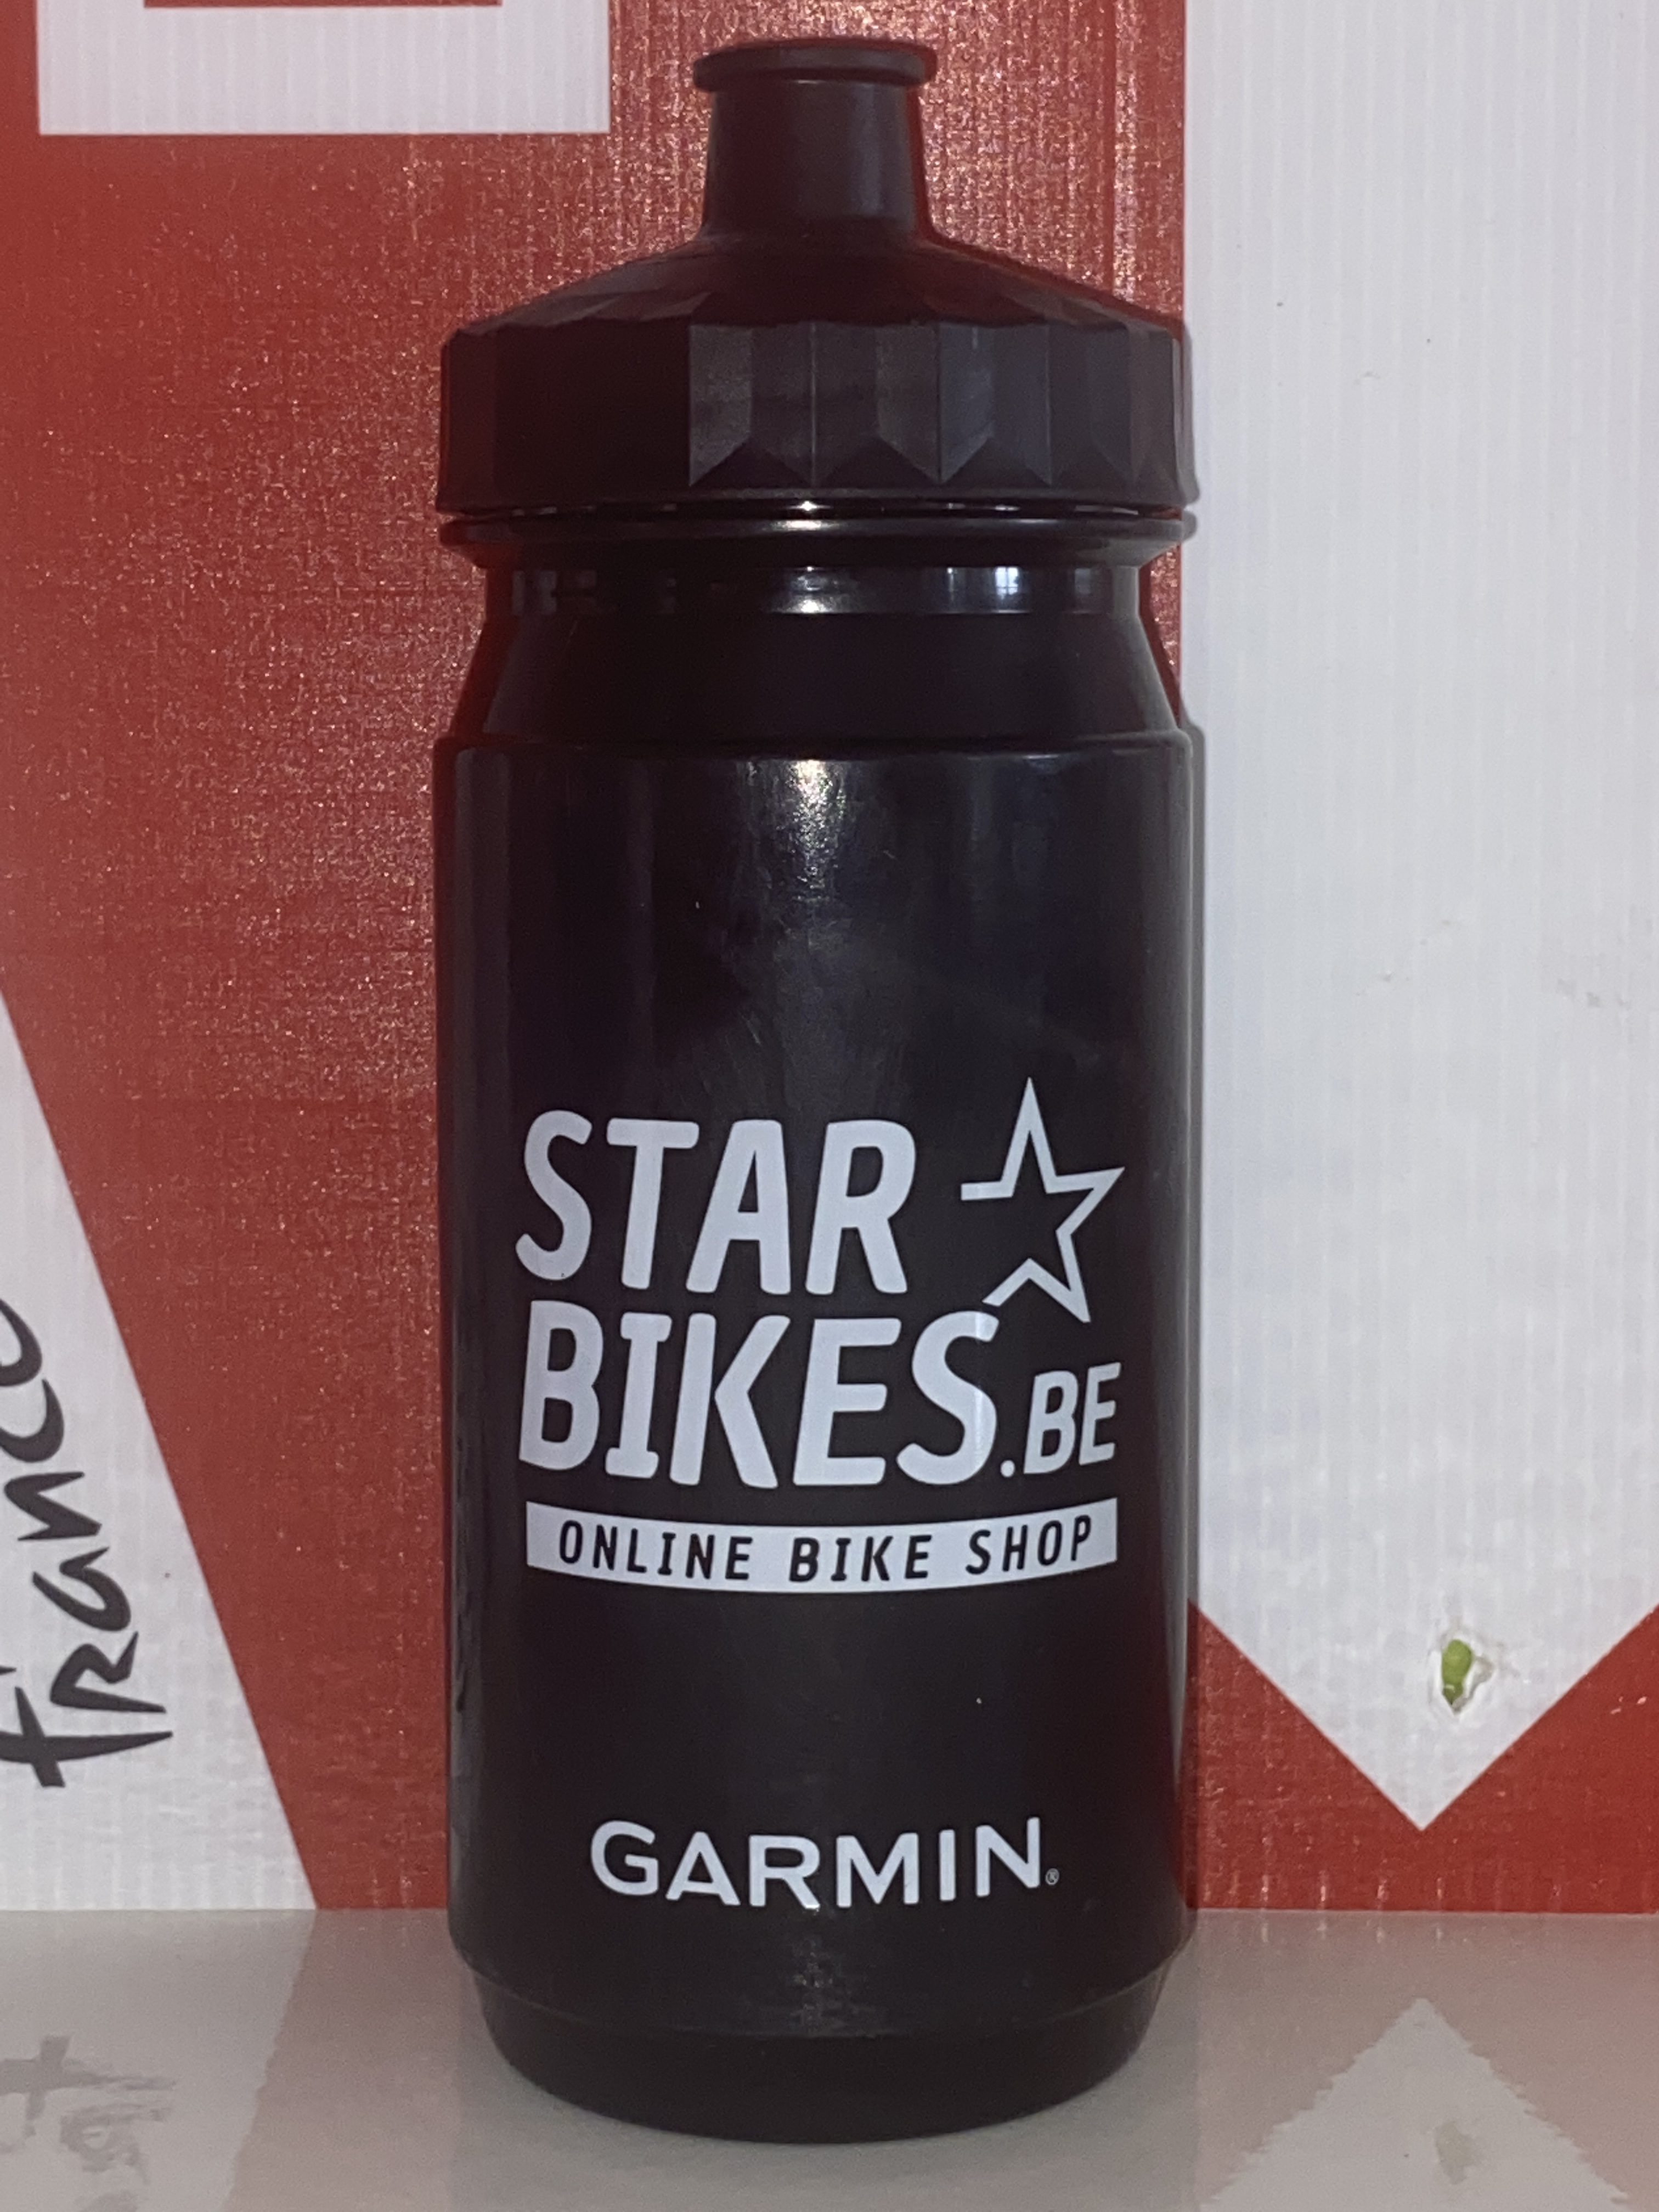 STAR
BIKES.BE
ONLINE BIKE SHOP
GARMIN®
france